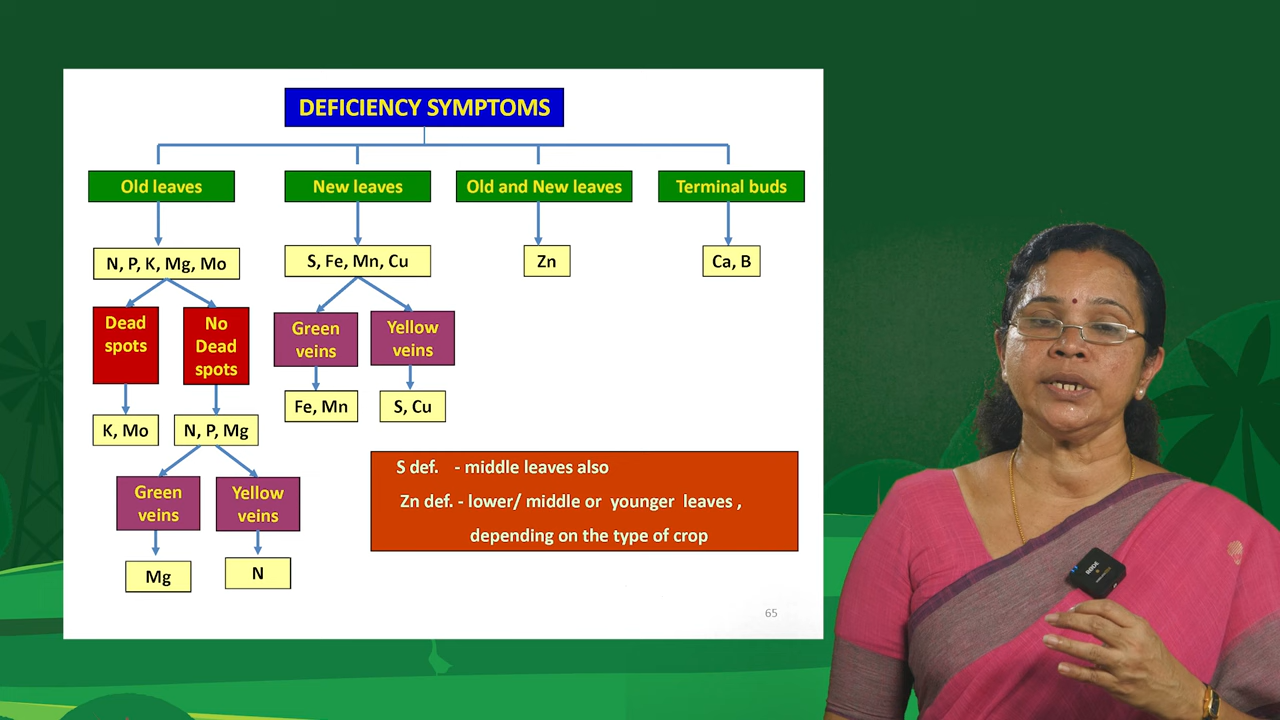 DEFICIENCY SYMPTOMS
Old leaves
New leaves
Old and New leaves
Terminal buds
N, P, K, Mg, Mo
S, Fe, Mn, Cu
Zn
Ca, B
Dead
spots
No
Dead
spots
Green
veins
Yellow
veins
Fe, Mn
S, Cu
K, Mo
N, P, Mg
Green
veins
Yellow
veins
Mg
N
S def. - middle leaves also
Zn def. - lower/ middle or younger leaves ,
depending on the type of crop
65
RØDE